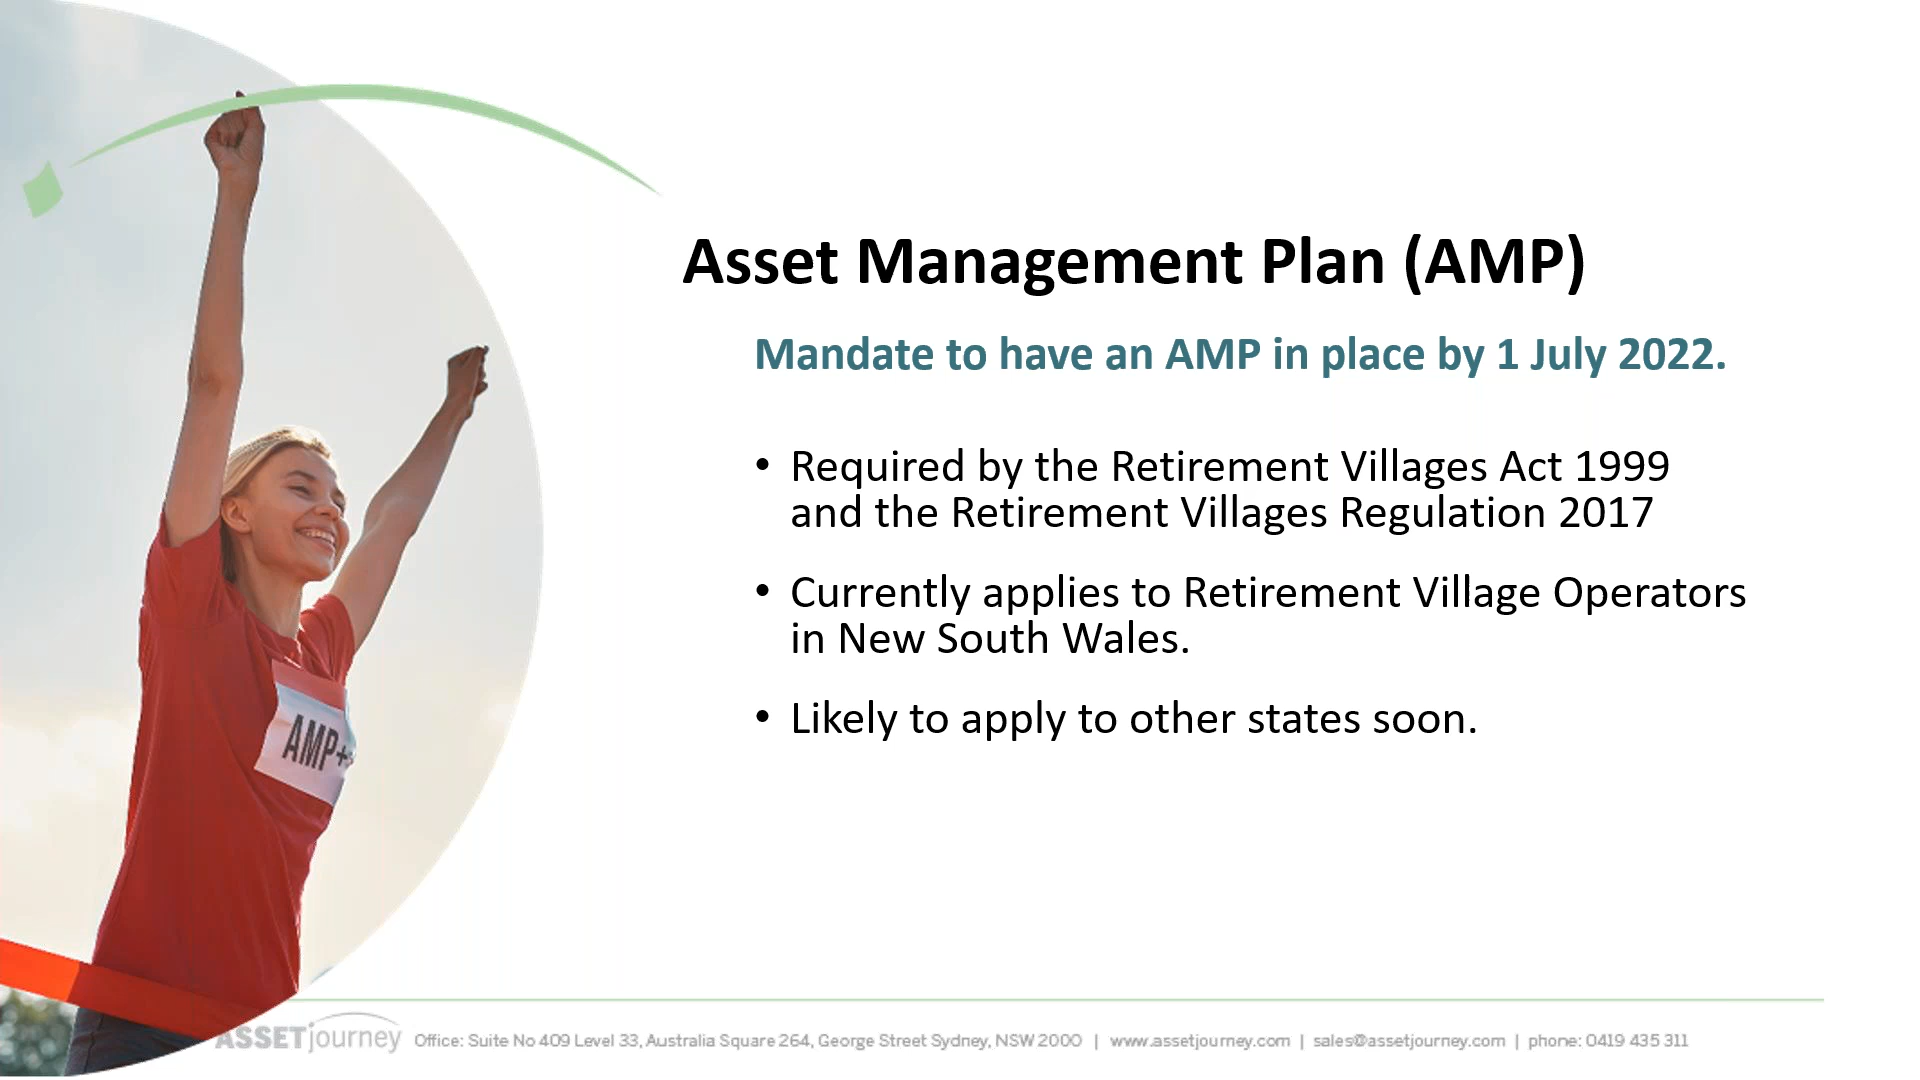 Asset Management Plan (AMP)
Mandate to have an AMP in place by 1 July 2022.
• Required by the Retirement Villages Act 1999
and the Retirement Villages Regulation 2017
• Currently applies to Retirement Village Operators
in New South Wales.
• Likely to apply to other states soon.
AMP+
ASSETjourney Office: Suite No 409 Level 33, Australia Square 264, George Street Sydney, NSW 2000 | www.assetjourney.com | sales@assetjourney.com | phone: 0419 435 311